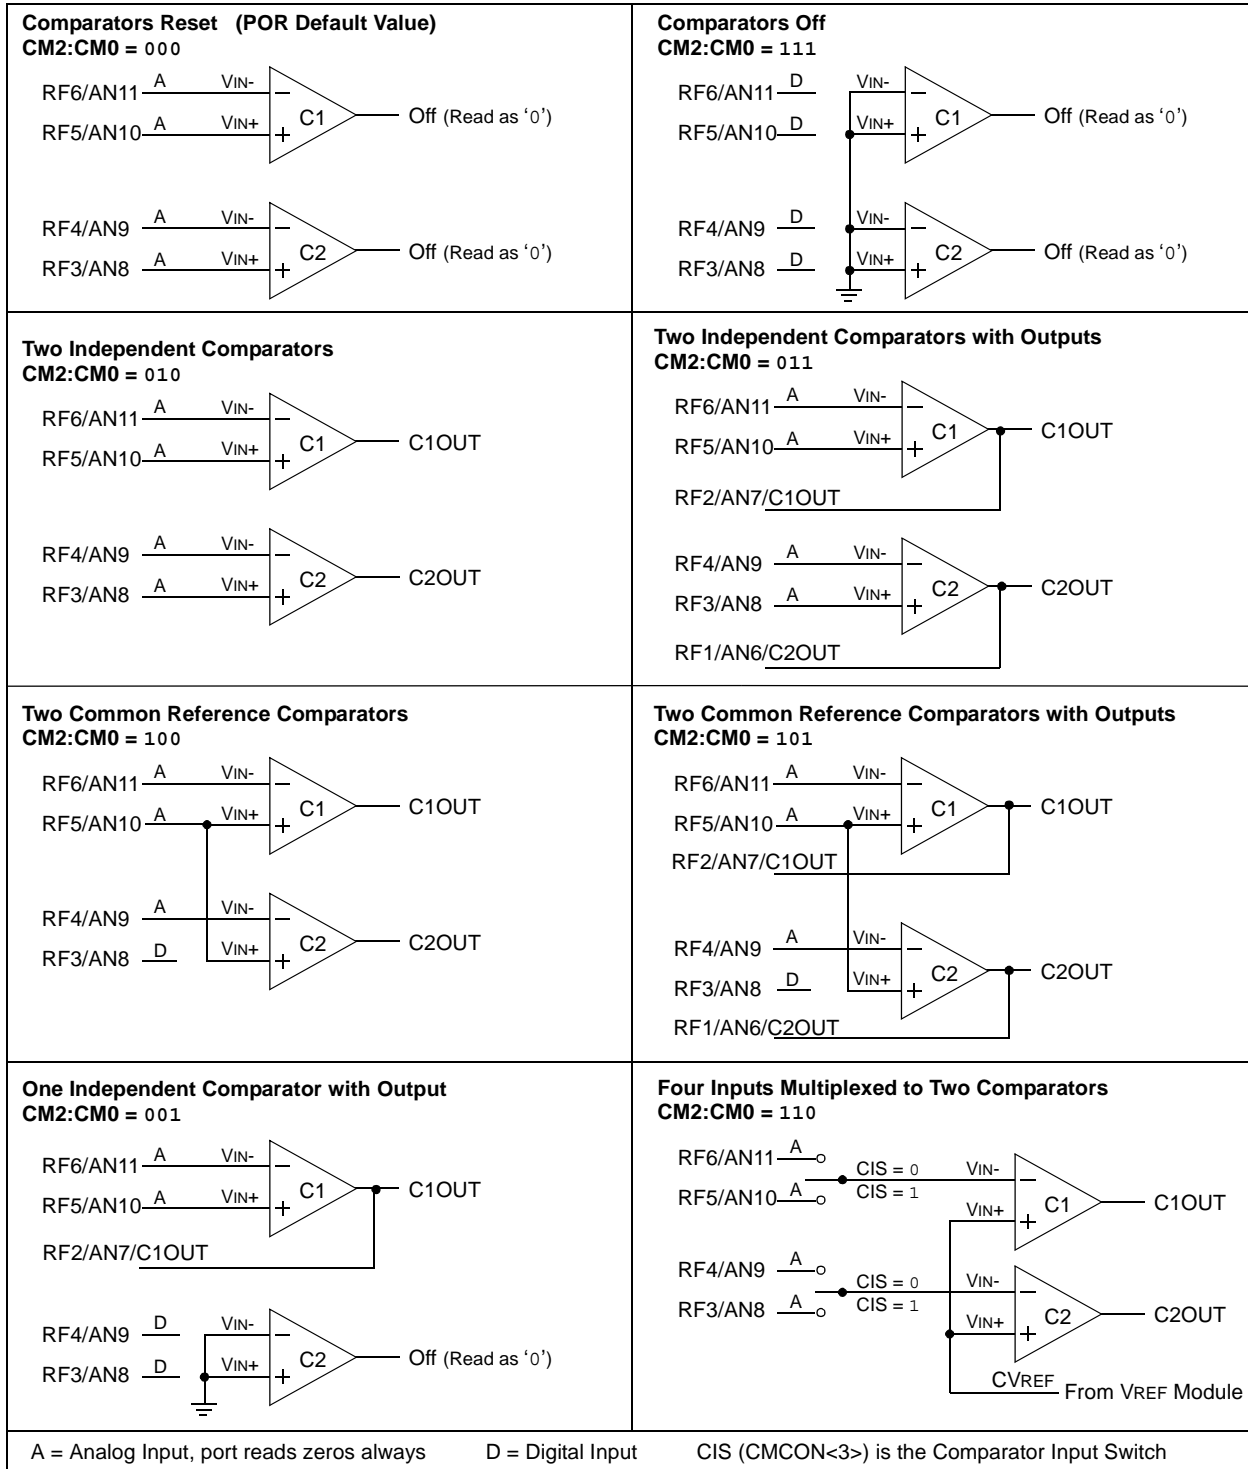 Comparators Reset (POR Default Value)
CM2:CM0 = 000
RF6/AN11 A VIN-
RF5/AN10 A VIN+
C1
Off (Read as ‘0’)
RF4/AN9 A VIN-
RF3/AN8 A VIN+
C2
Off (Read as ‘0’)
Comparators Off
CM2:CM0 = 111
RF6/AN11 D VIN-
RF5/AN10 D VIN+
C1
Off (Read as ‘0’)
RF4/AN9 D VIN-
RF3/AN8 D VIN+
C2
Off (Read as ‘0’)
Two Independent Comparators
CM2:CM0 = 010
RF6/AN11 A VIN-
RF5/AN10 A VIN+
C1
C1OUT
RF4/AN9 A VIN-
RF3/AN8 A VIN+
C2
C2OUT
Two Independent Comparators with Outputs
CM2:CM0 = 011
RF6/AN11 A VIN-
RF5/AN10 A VIN+
C1
C1OUT
RF2/AN7/C1OUT
RF4/AN9 A VIN-
RF3/AN8 A VIN+
C2
C2OUT
RF1/AN6/C2OUT
Two Common Reference Comparators
CM2:CM0 = 100
RF6/AN11 A VIN-
RF5/AN10 A VIN+
C1
C1OUT
RF4/AN9 A VIN-
RF3/AN8 D VIN+
C2
C2OUT
Two Common Reference Comparators with Outputs
CM2:CM0 = 101
RF6/AN11 A VIN-
RF5/AN10 A VIN+
C1
C1OUT
RF2/AN7/C1OUT
RF4/AN9 A VIN-
RF3/AN8 D VIN+
C2
C2OUT
RF1/AN6/C2OUT
One Independent Comparator with Output
CM2:CM0 = 001
RF6/AN11 A VIN-
RF5/AN10 A VIN+
C1
C1OUT
RF2/AN7/C1OUT
RF4/AN9 D VIN-
RF3/AN8 D VIN+
C2
Off (Read as ‘0’)
Four Inputs Multiplexed to Two Comparators
CM2:CM0 = 110
RF6/AN11 A
CIS = 0 VIN-
RF5/AN10 A CIS = 1
VIN+
C1
C1OUT
RF4/AN9 A
CIS = 0 VIN-
RF3/AN8 A CIS = 1
VIN+
C2
C2OUT
CVREF
From VREF Module
A = Analog Input, port reads zeros always D = Digital Input CIS (CMCON<3>) is the Comparator Input Switch